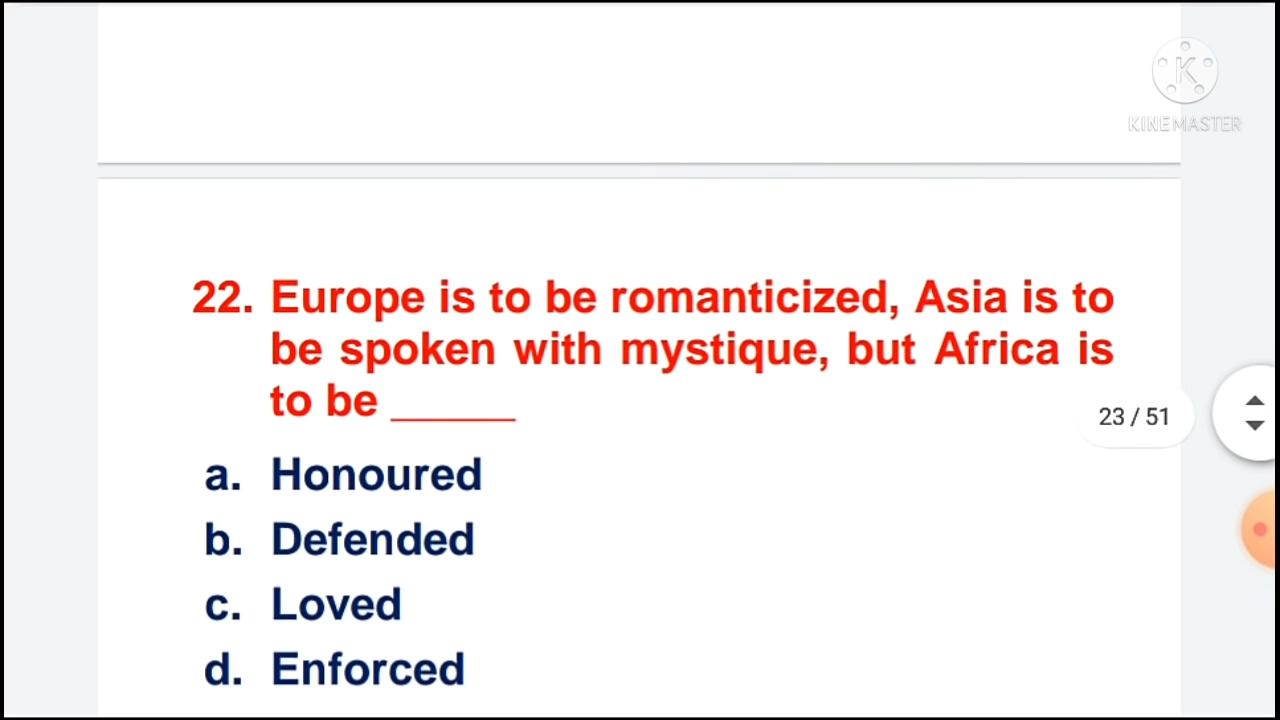 KINEMASTER
22. Europe is to be romanticized, Asia is to
be spoken with mystique, but Africa is
to be _____
23 / 51
a. Honoured
b. Defended
c. Loved
d. Enforced